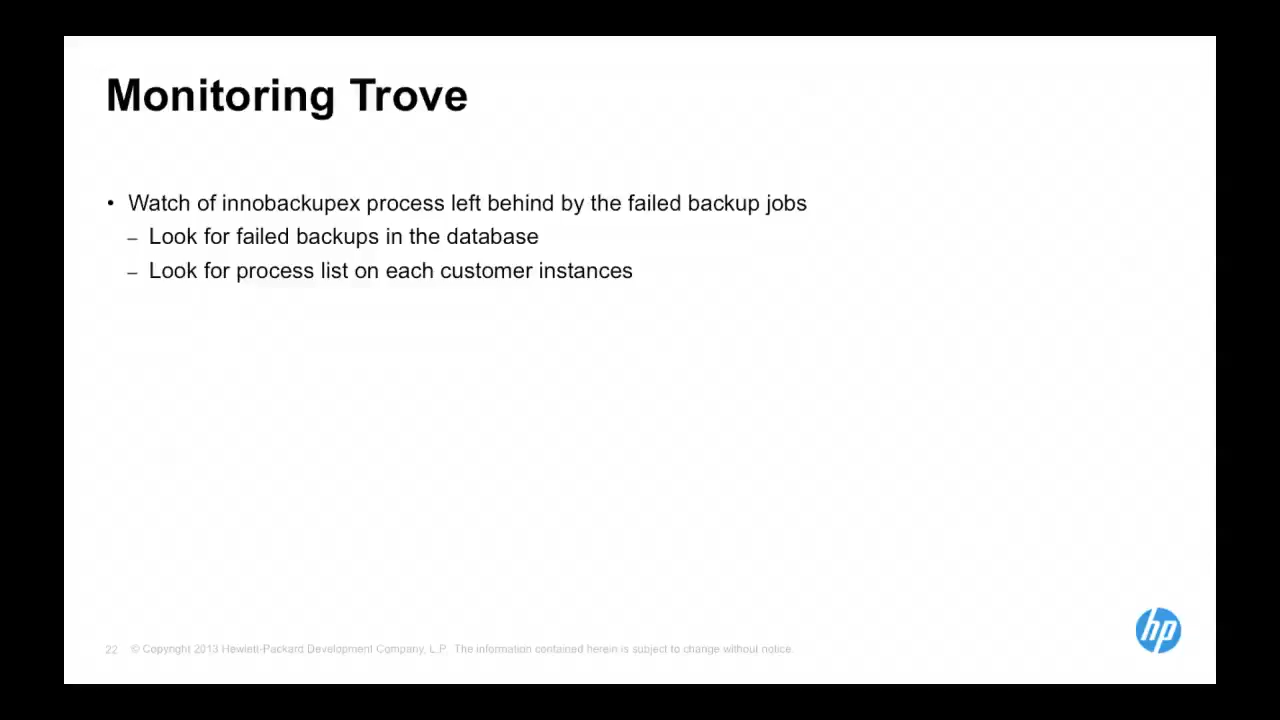 Monitoring Trove
• Watch of innobackupex process left behind by the failed backup jobs
– Look for failed backups in the database
– Look for process list on each customer instances
22 © Copyright 2013 Hewlett-Packard Development Company, L.P. The information contained herein is subject to change without notice.
hp